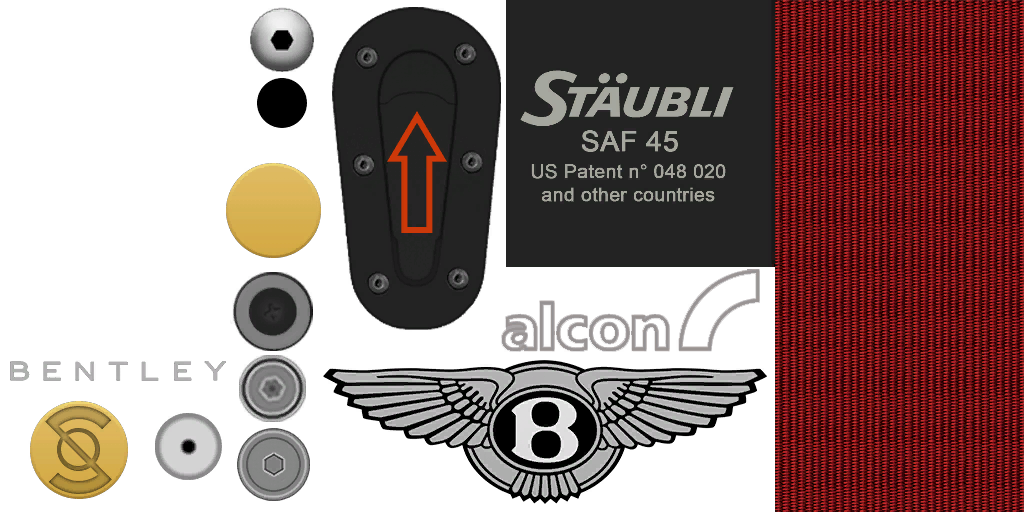 STÄUBLI
SAF 45
US Patent n° 048 020
and other countries
alcon
BENTLEY
B